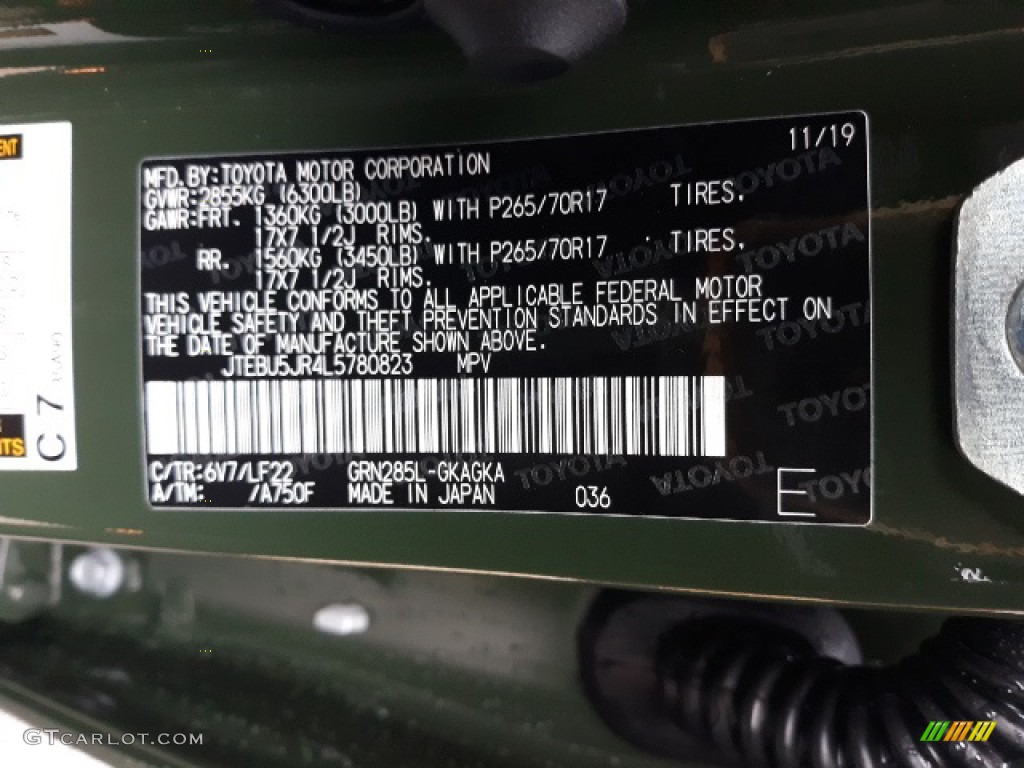 11/19
MFD. BY: TOYOTA MOTOR CORPORATION
GVWR: 2855KG (6300LB)
GAWR: FRT. 1360KG (3000LB) WITH P265/70R17 TIRES.
17X7 1/2J RIMS.
RR. 1560KG (3450LB) WITH P265/70R17 TIRES.
17X7 1/2J RIMS.
THIS VEHICLE CONFORMS TO ALL APPLICABLE FEDERAL MOTOR
VEHICLE SAFETY AND THEFT PREVENTION STANDARDS IN EFFECT ON
THE DATE OF MANUFACTURE SHOWN ABOVE.
JTEBU5JR4L5780823 MPV
C/TR: 6V7/LF22 GRN285L-GKAGKA
A/TM: /A750F MADE IN JAPAN 036 E
C7
GTCARLOT.COM